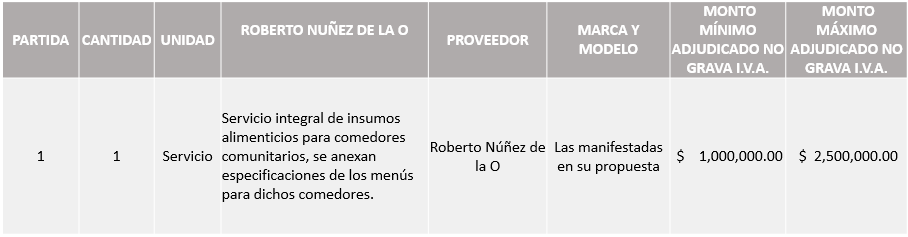 PARTIDA
CANTIDAD
UNIDAD
ROBERTO NUÑEZ DE LA O
PROVEEDOR
MARCA Y
MODELO
MONTO
MÍNIMO
ADJUDICADO NO
GRAVA I.V.A.
MONTO
MÁXIMO
ADJUDICADO NO
GRAVA I.V.A.
1
1
Servicio
Servicio integral de insumos
alimenticios para comedores
comunitarios, se anexan
especificaciones de los menús
para dichos comedores.
Roberto Núñez de
la O
Las manifestadas
en su propuesta
$ 1,000,000.00
$ 2,500,000.00